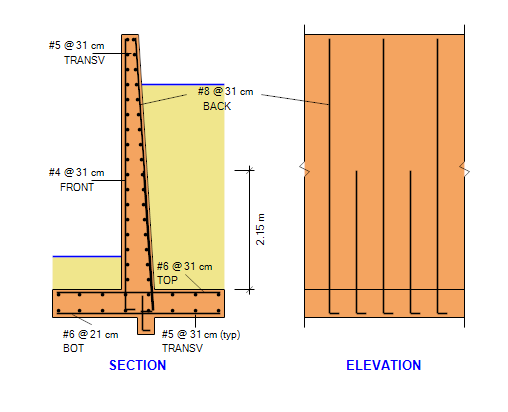 #5 @ 31 cm
TRANSV
#8 @ 31 cm
BACK
#4 @ 31 cm
FRONT
2.15 m
#6 @ 31 cm
TOP
#6 @ 21 cm
BOT
#5 @ 31 cm (typ)
TRANSV
SECTION
ELEVATION